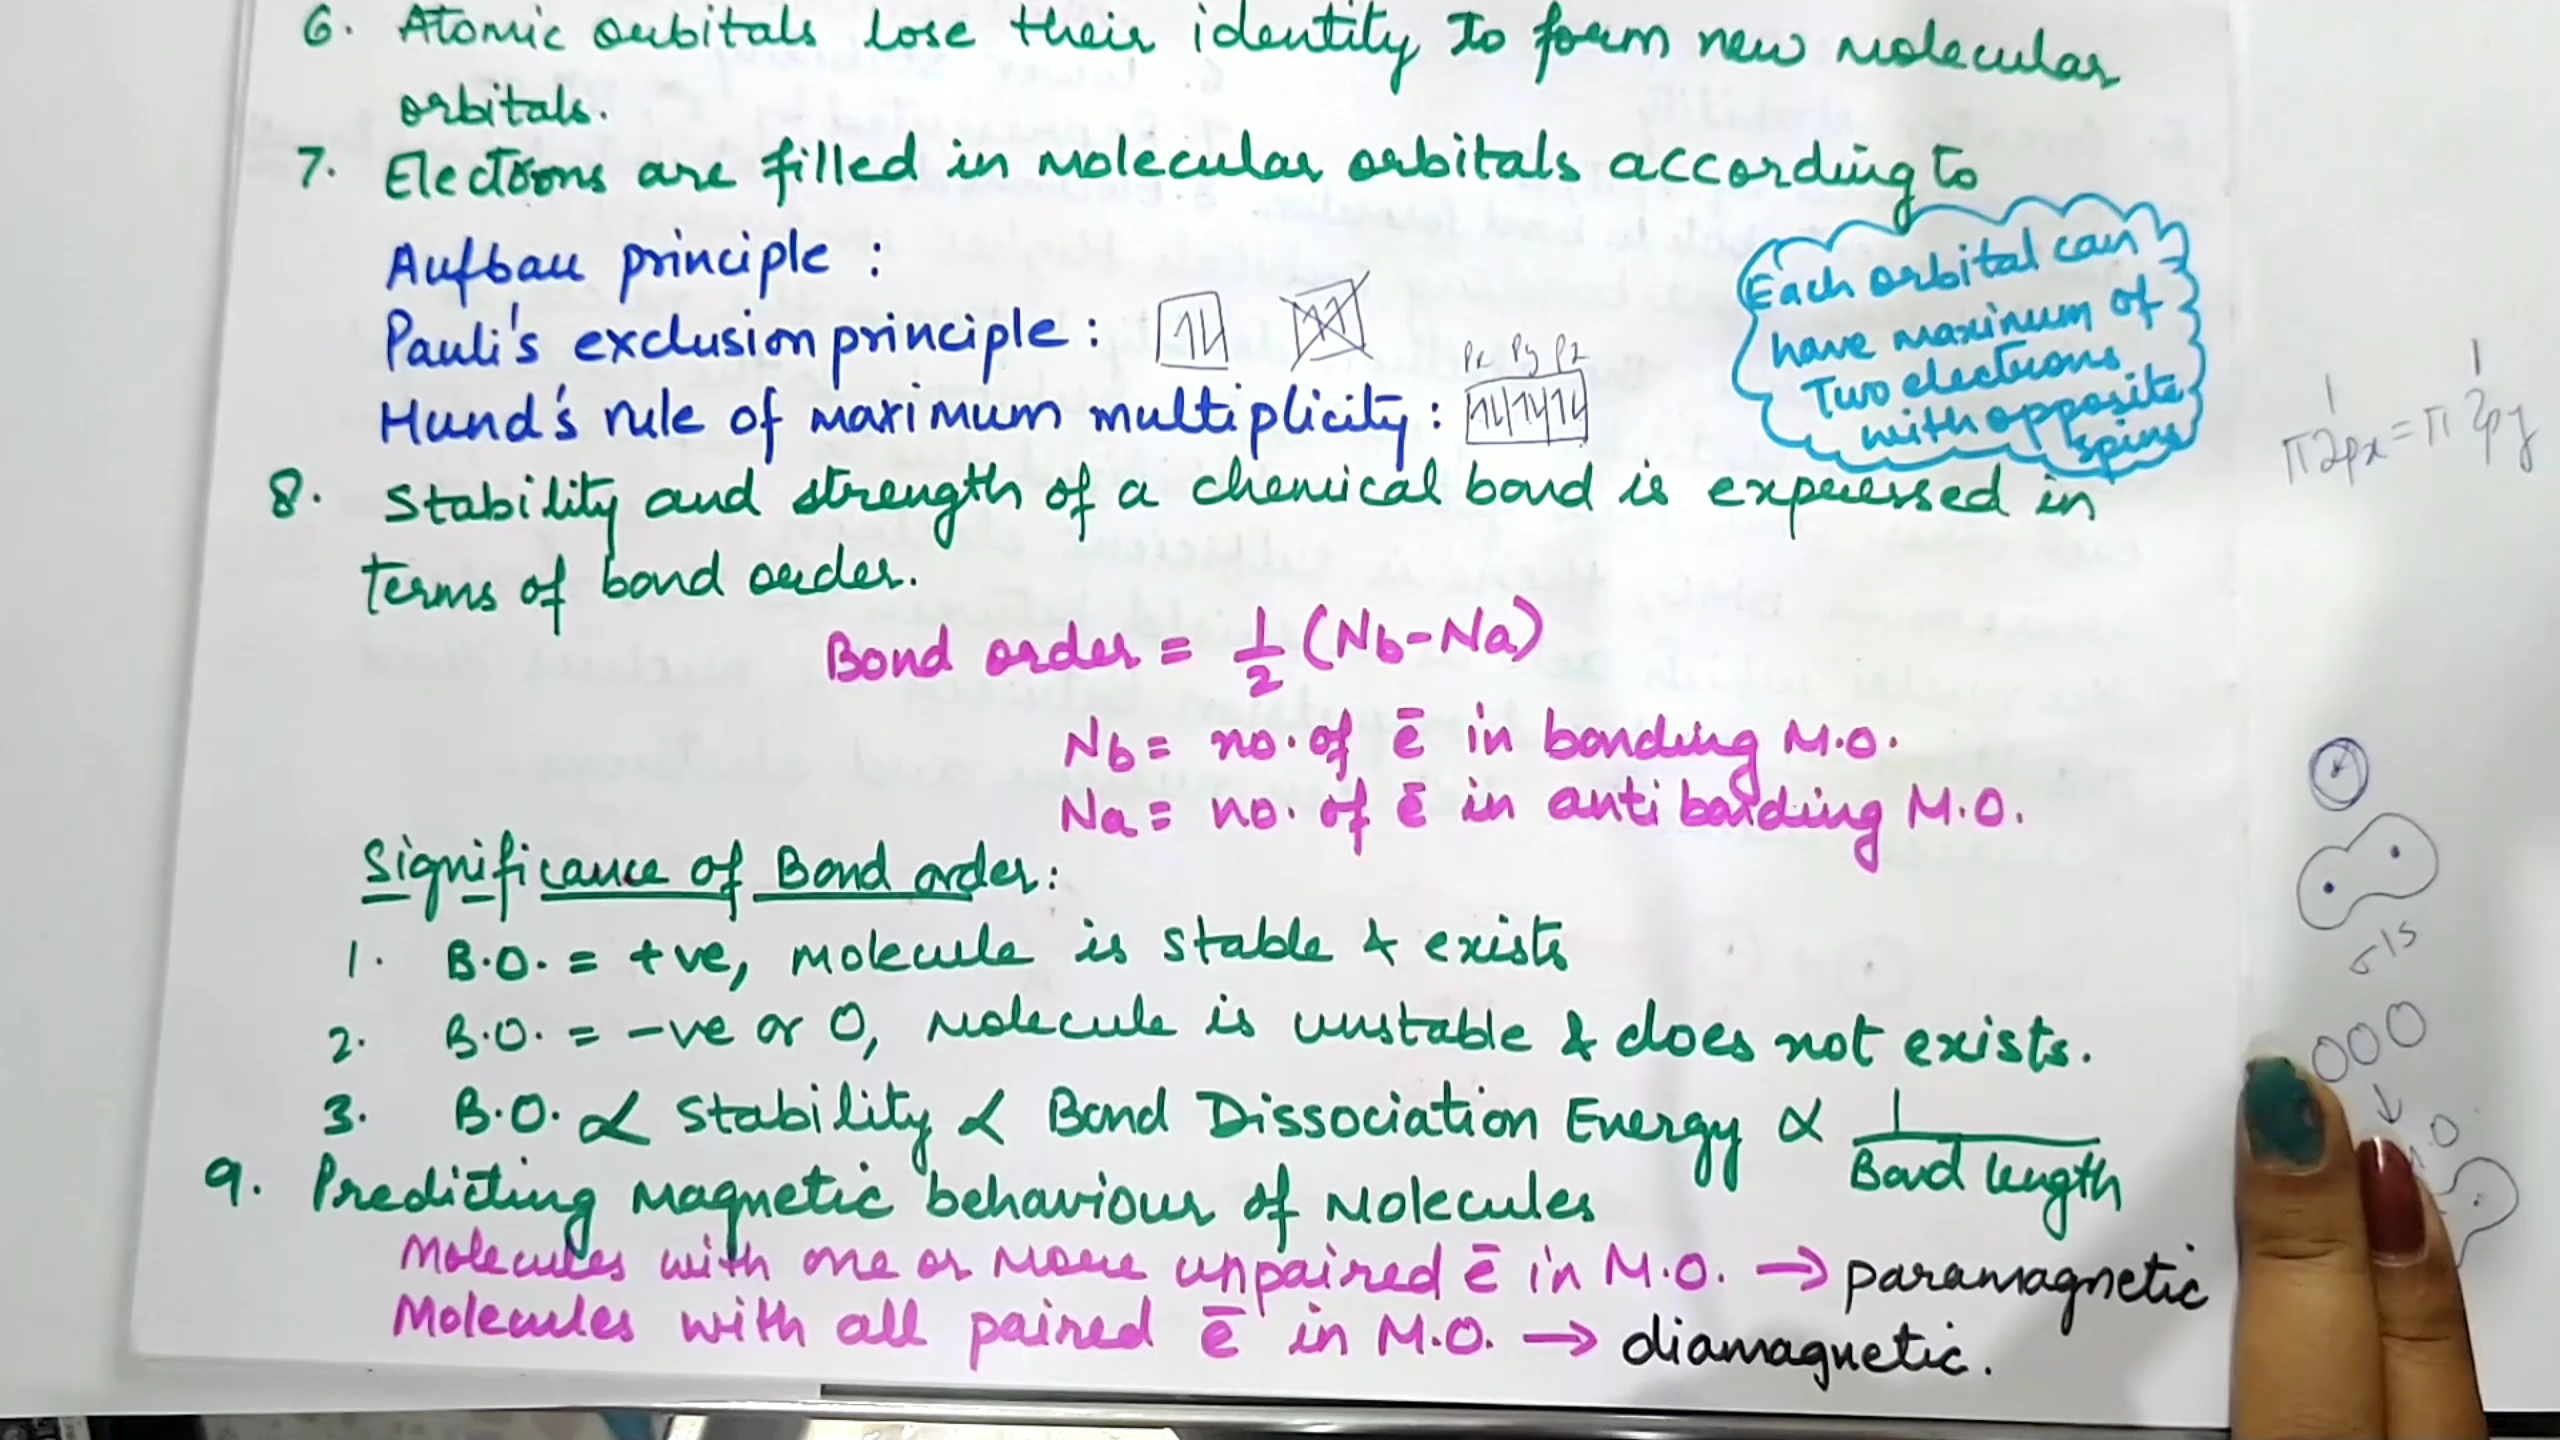 6. Atomic orbitals lose their identity to form new molecular
orbitals.
7. Electrons are filled in molecular orbitals according to
Aufbau principle :
Pauli's exclusion principle : 1L 11
Hund's rule of maximum multiplicity : Px Py Pz
Each orbital can
have maximum of
Two electrons
with opposite
spins
π2px = π2py
8. Stability and strength of a chemical bond is expressed in
terms of bond order.
Bond order = 1/2 (Nb-Na)
Nb = no. of ē in bonding M.O.
Na = no. of ē in anti bonding M.O.
Significance of Bond order:
1. B.O. = +ve, molecule is stable & exists
2. B.O. = -ve or 0, molecule is unstable & does not exists.
3. B.O. ∝ Stability ∝ Bond Dissociation Energy ∝ 1/Bond length
9. Predicting magnetic behaviour of molecules
Molecules with one or more unpaired ē in M.O. → paramagnetic
Molecules with all paired ē in M.O. → diamagnetic.
σ1s